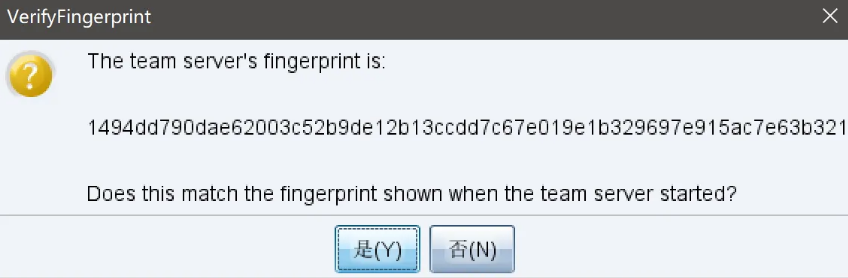 VerifyFingerprint
The team server's fingerprint is:
1494dd790dae62003c52b9de12b13ccdd7c67e019e1b329697e915ac7e63b321
Does this match the fingerprint shown when the team server started?
是(Y) 否(N)